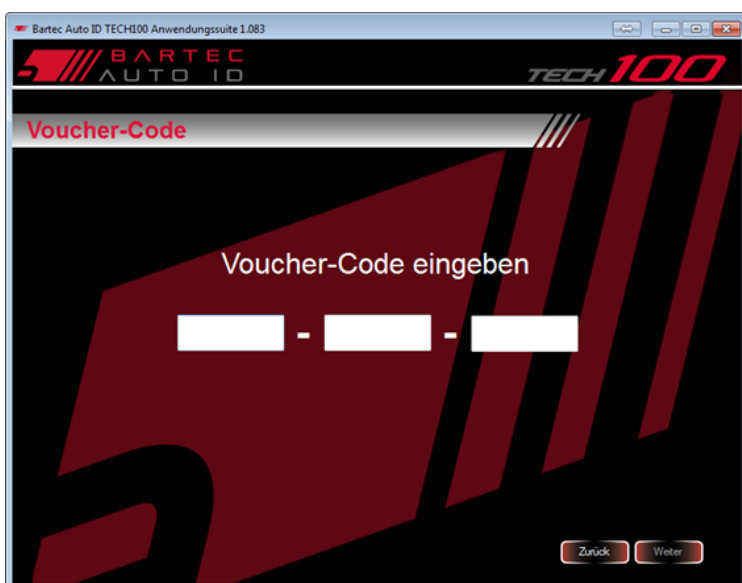 Bartec Auto ID TECH100 Anwendungssuite 1.083
BARTEC
AUTO ID
TECH100
Voucher-Code
Voucher-Code eingeben
- -
Zurück Weiter